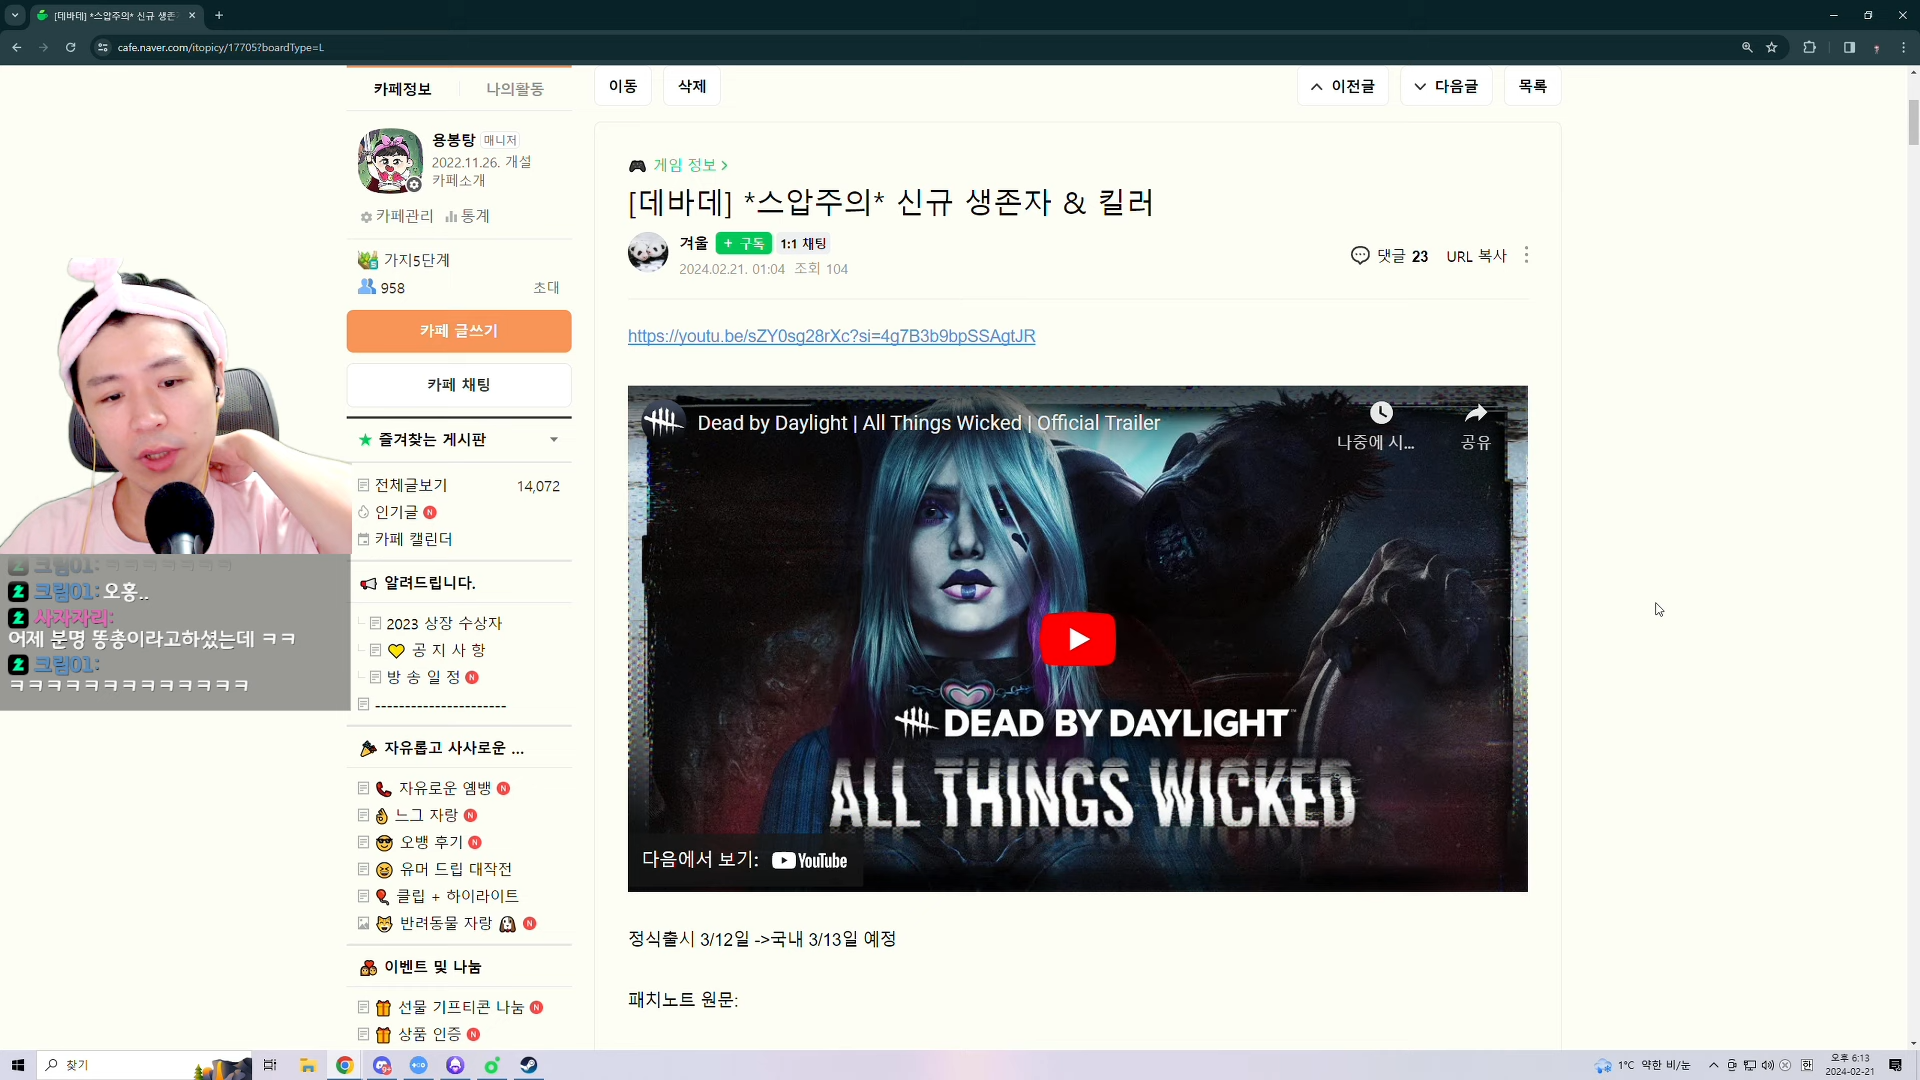 [데바데] *스압주의* 신규 생존
cafe.naver.com/itopicy/17705?boardType=L
카페정보
나의활동
이동
삭제
이전글
다음글
목록
용봉탕 매니저
2022.11.26. 개설
카페소개
카페관리 통계
가지5단계
958
초대
카페 글쓰기
카페 채팅
즐겨찾는 게시판
전체글보기 14,072
인기글 N
카페 캘린더
알려드립니다.
2023 상장 수상자
공 지 사 항
방 송 일 정 N
----------------------
자유롭고 사사로운 ...
자유로운 옘뱅 N
느그 자랑 N
오뱅 후기 N
유머 드립 대작전
클립 + 하이라이트
반려동물 자랑 N
이벤트 및 나눔
선물 기프티콘 나눔 N
상품 인증 N
게임 정보 >
[데바데] *스압주의* 신규 생존자 & 킬러
겨울 + 구독 1:1 채팅
2024.02.21. 01:04 조회 104
댓글 23 URL 복사
https://youtu.be/sZY0sg28rXc?si=4g7B3b9bpSSAgtJR
Dead by Daylight | All Things Wicked | Official Trailer
나중에 시...
공유
DEAD BY DAYLIGHT™
ALL THINGS WICKED
다음에서 보기: YouTube
정식출시 3/12일 ->국내 3/13일 예정
패치노트 원문:
크림01: ㅋㅋㅋㅋㅋㅋㅋ
크림01: 오홍..
사자자리:
어제 분명 똥총이라고하셨는데 ㅋㅋ
크림01:
ㅋㅋㅋㅋㅋㅋㅋㅋㅋㅋㅋㅋㅋ
찾기
9+
1°C 약한 비/눈
한
오후 6:13
2024-02-21